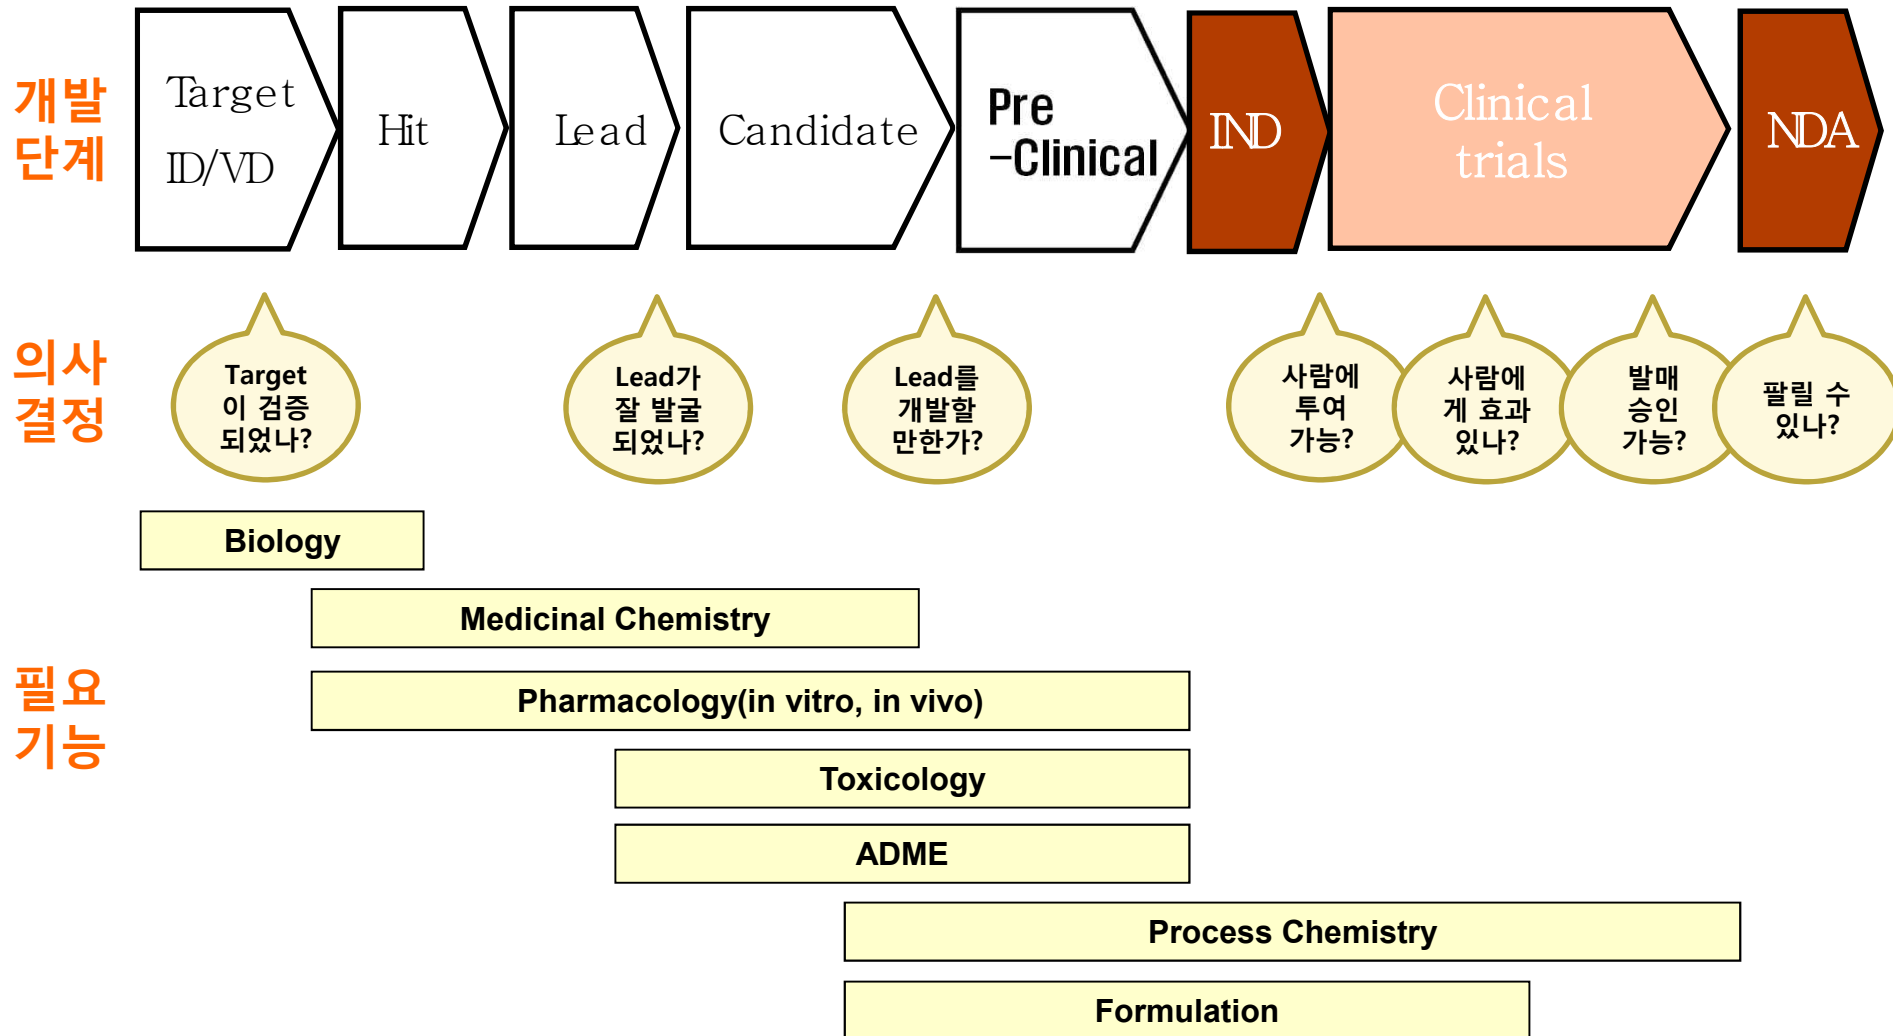 개발
단계
Target
ID/VD
Hit
Lead
Candidate
Pre
-Clinical
IND
Clinical
trials
NDA
의사
결정
Target
이 검증
되었나?
Lead가
잘 발굴
되었나?
Lead를
개발할
만한가?
사람에
투여
가능?
사람에
게 효과
있나?
발매
승인
가능?
팔릴 수
있나?
필요
기능
Biology
Medicinal Chemistry
Pharmacology(in vitro, in vivo)
Toxicology
ADME
Process Chemistry
Formulation